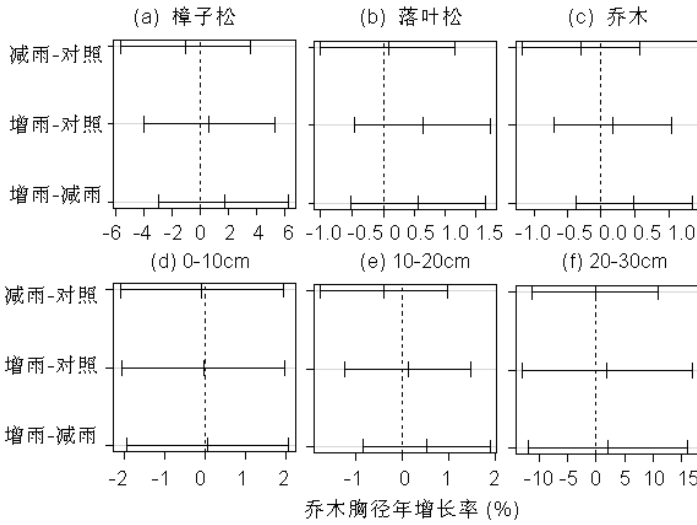 (a) 樟子松 (b) 落叶松 (c) 乔木
减雨-对照
增雨-对照
增雨-减雨
-6 -4 -2 0 2 4 6 -1.0 -0.5 0 0.5 1.0 1.5 -1.0 -0.5 0 0.5 1.0
(d) 0-10cm (e) 10-20cm (f) 20-30cm
减雨-对照
增雨-对照
增雨-减雨
-2 -1 0 1 2 -1 0 1 2 -10 -5 0 5 10 15
乔木胸径年增长率 (%)